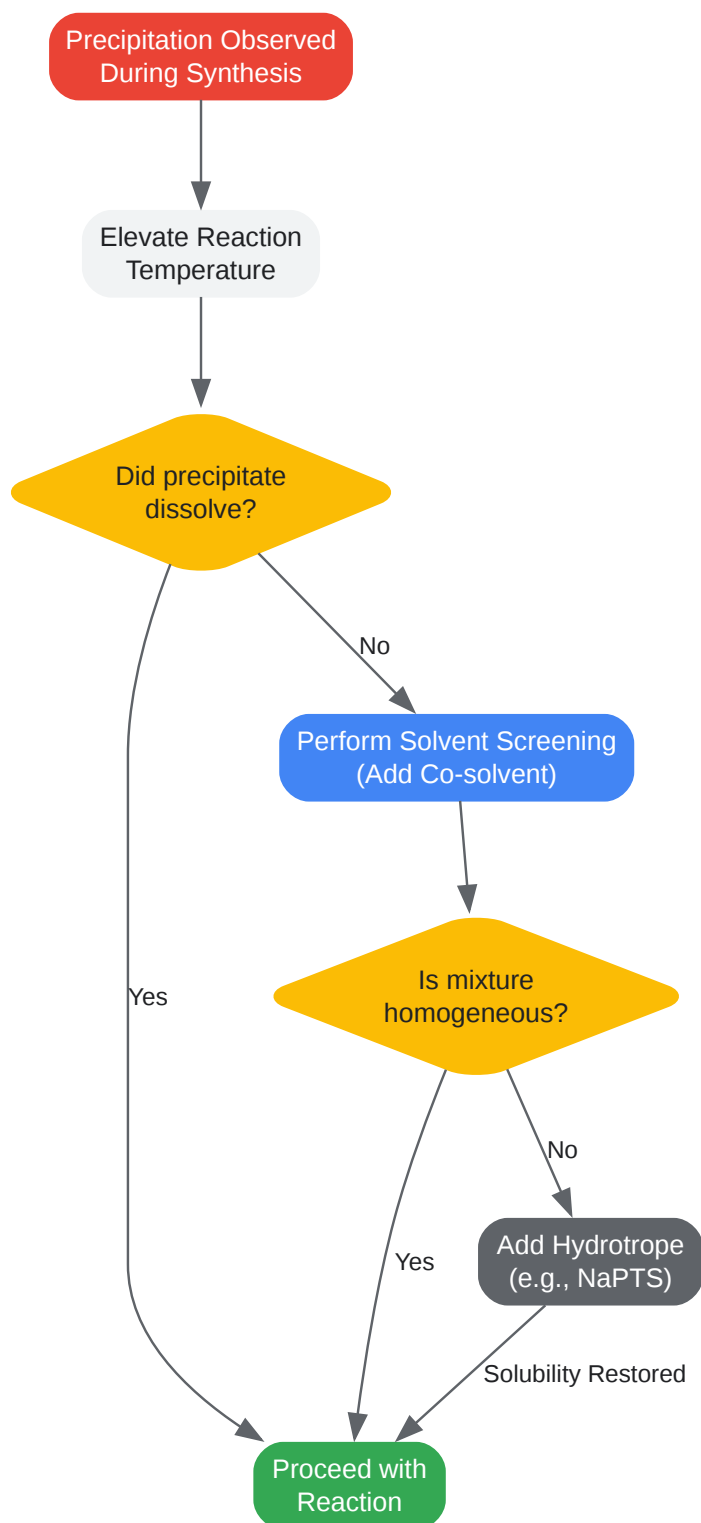 Precipitation Observed
During Synthesis
Elevate Reaction
Temperature
Did precipitate
dissolve?
No
Perform Solvent Screening
(Add Co-solvent)
Is mixture
homogeneous?
Yes
No
Add Hydrotrope
(e.g., NaPTS)
Yes
Solubility Restored
Proceed with
Reaction